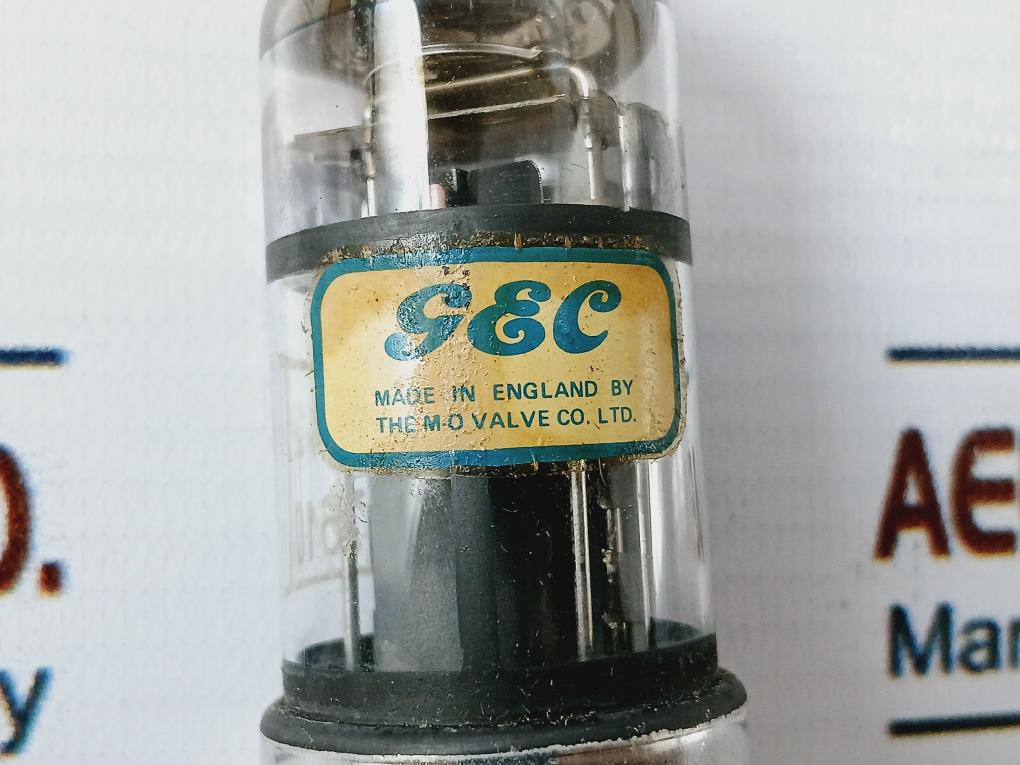 GEC
MADE IN ENGLAND BY
THE M-O VALVE CO. LTD.